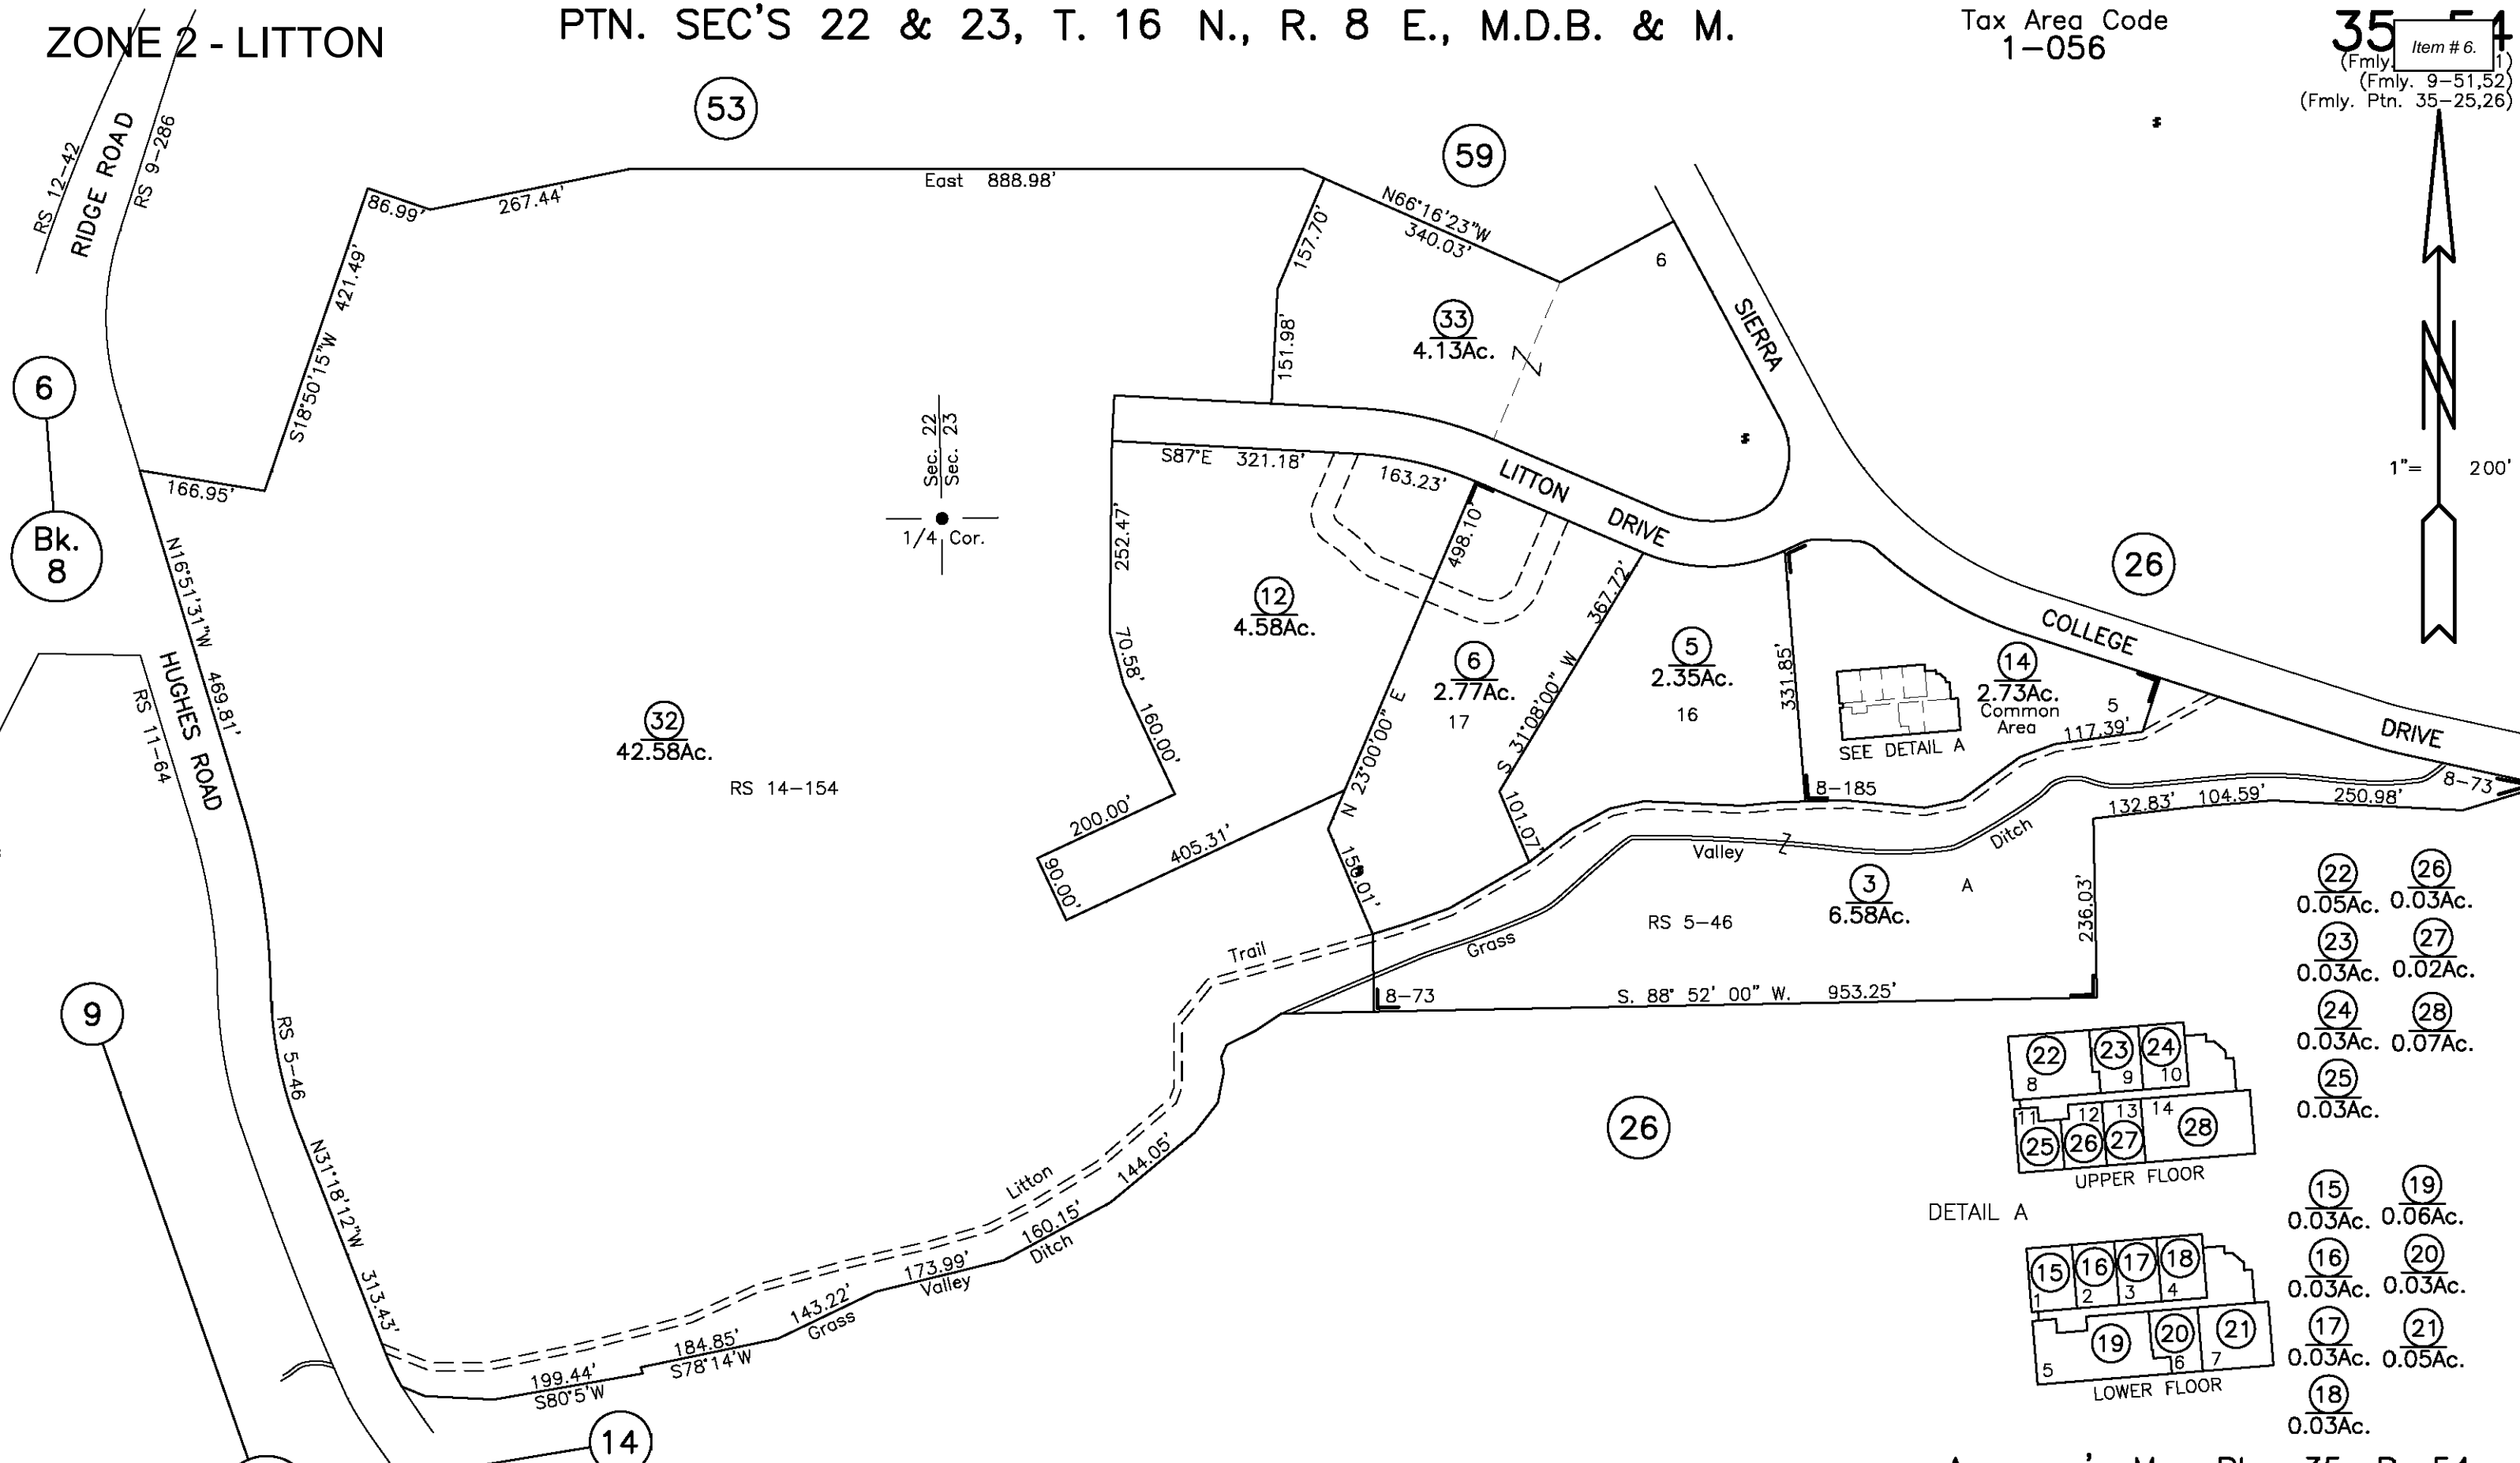 ZONE 2 - LITTON
PTN. SEC'S 22 & 23, T. 16 N., R. 8 E., M.D.B. & M.
Tax Area Code
1-056
35
Item # 6.
(Fmly.
1)
(Fmly. 9-51,52)
(Fmly. Ptn. 35-25,26)
53
59
RS 12-42
RIDGE ROAD
RS 9-286
86.99'
267.44'
East 888.98'
N66°16'23"W
340.03'
157.70'
151.98'
6
SIERRA
33
4.13Ac.
S18°50'15"W 421.49'
166.95'
6
Bk.
8
Sec. 22
Sec. 23
1/4 Cor.
S87°E 321.18'
163.23'
LITTON
DRIVE
1"= 200'
26
252.47'
498.10'
367.72'
12
4.58Ac.
70.58'
160.00'
N16°51'31"W 469.81'
HUGHES ROAD
RS 11-64
32
42.58Ac.
RS 14-154
6
2.77Ac.
17
N 23°00'00" E
S 31°08'00" W
101.07'
5
2.35Ac.
16
331.85'
14
2.73Ac.
Common
Area
5
117.39'
SEE DETAIL A
8-185
COLLEGE
DRIVE
8-73
132.83' 104.59' 250.98'
200.00'
405.31'
90.00'
Valley
Ditch
3
6.58Ac.
A
RS 5-46
236.03'
Grass
Trail
8-73
S. 88° 52' 00" W. 953.25'
9
RS 5-46
N31°18'12"W 313.43'
26
Litton
144.05'
160.15'
Ditch
173.99'
Valley
143.22'
Grass
184.85'
S78°14'W
199.44'
S80°5'W
14
22
0.05Ac.
26
0.03Ac.
23
0.03Ac.
27
0.02Ac.
24
0.03Ac.
28
0.07Ac.
25
0.03Ac.
22 23 24
8 9 10
11 12 13 14
25 26 27 28
UPPER FLOOR
DETAIL A
15
0.03Ac.
19
0.06Ac.
16
0.03Ac.
20
0.03Ac.
17
0.03Ac.
21
0.05Ac.
18
0.03Ac.
15 16 17 18
1 2 3 4
19 20 21
5 6 7
LOWER FLOOR